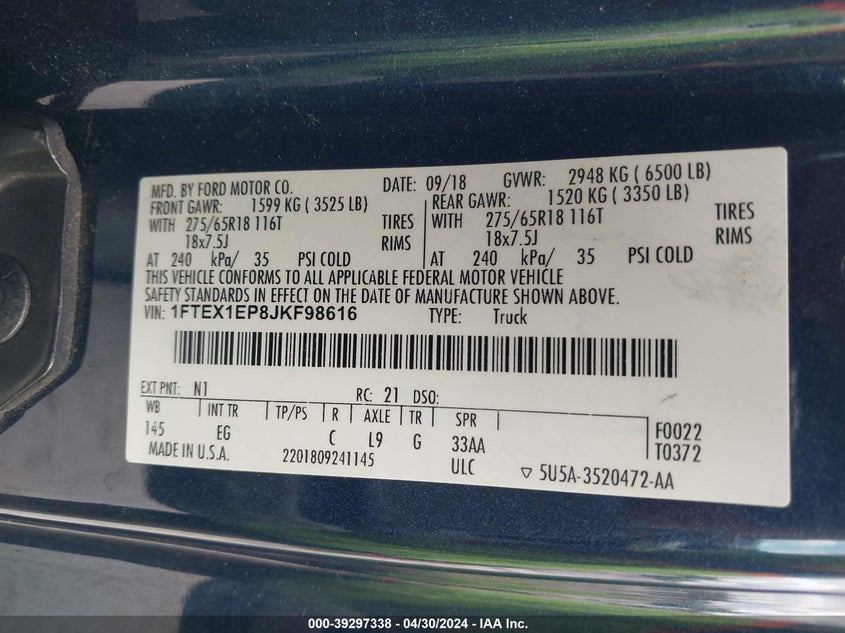 MFD. BY FORD MOTOR CO. DATE: 09/18 GVWR: 2948 KG ( 6500 LB)
FRONT GAWR: 1599 KG ( 3525 LB) REAR GAWR: 1520 KG ( 3350 LB)
WITH 275/65R18 116T TIRES WITH 275/65R18 116T TIRES
18x7.5J RIMS 18x7.5J RIMS
AT 240 kPa/ 35 PSI COLD AT 240 kPa/ 35 PSI COLD
THIS VEHICLE CONFORMS TO ALL APPLICABLE FEDERAL MOTOR VEHICLE
SAFETY STANDARDS IN EFFECT ON THE DATE OF MANUFACTURE SHOWN ABOVE.
VIN: 1FTEX1EP8JKF98616 TYPE: Truck
EXT PNT: N1 RC: 21 DSO:
WB INT TR TP/PS R AXLE TR SPR
145 EG C L9 G 33AA F0022
MADE IN U.S.A. 2201809241145 ULC T0372
▽ 5U5A-3520472-AA
000-39297338 - 04/30/2024 - IAA Inc.